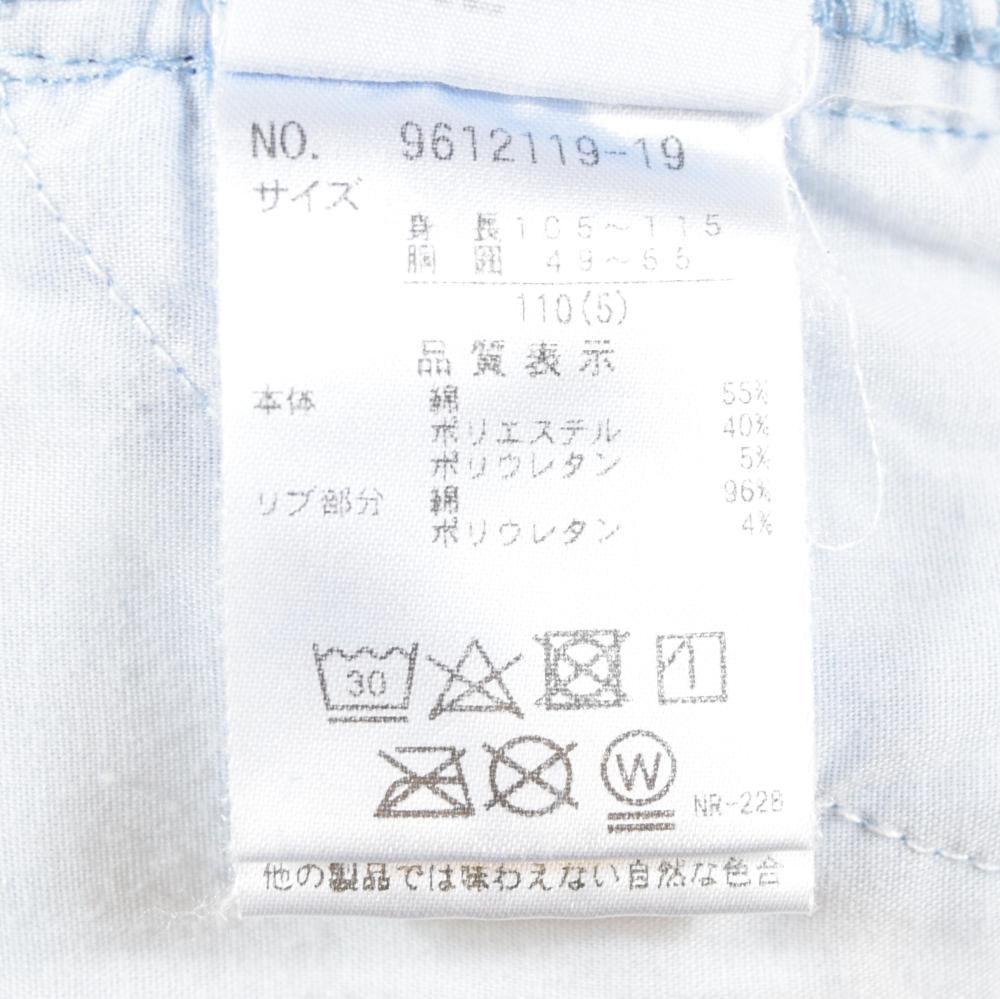 NO. 9612119-19
サイズ
身長 105～115
胴囲 49～55
110(5)
品質表示
本体 綿 55%
ポリエステル 40%
ポリウレタン 5%
リブ部分 綿 96%
ポリウレタン 4%
30
W
NR-228
他の製品では味わえない自然な色合